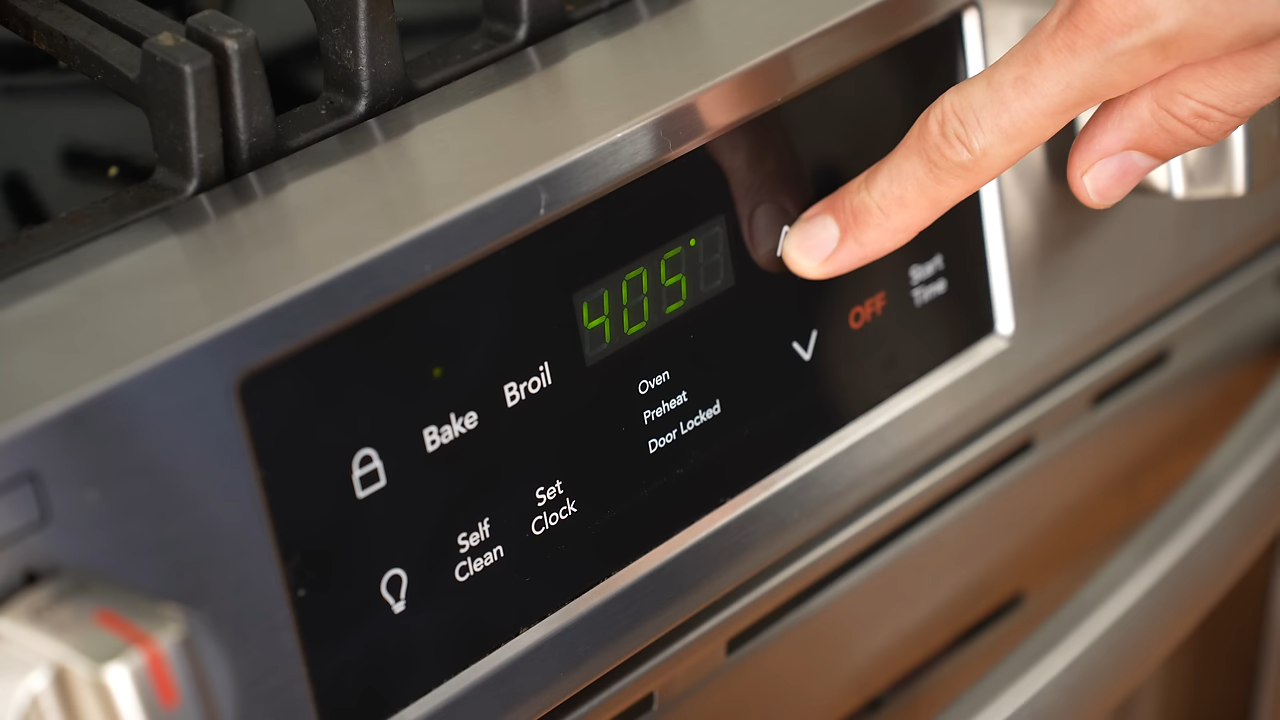 405°
Bake
Broil
Oven
Preheat
Door Locked
OFF
Start
Time
Self
Clean
Set
Clock